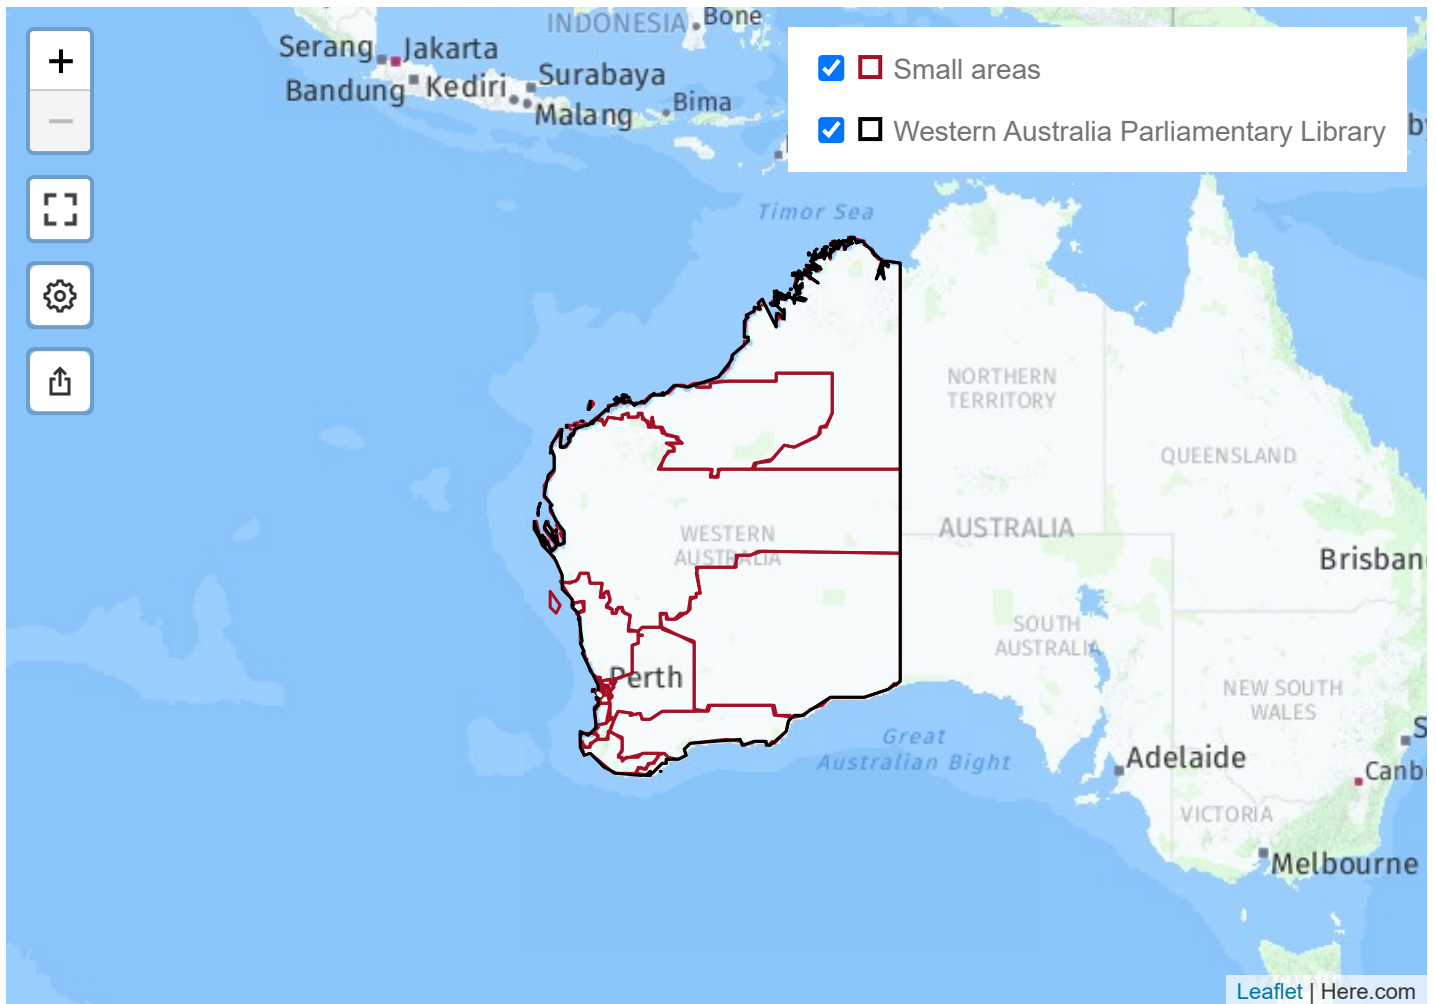 INDONESIA
Bone
Serang
Jakarta
Bandung
Kediri
Surabaya
Malang
Bima
+
−
Small areas
Western Australia Parliamentary Library
by
Timor Sea
NORTHERN
TERRITORY
QUEENSLAND
WESTERN
AUSTRALIA
AUSTRALIA
Brisban
SOUTH
AUSTRALIA
Perth
NEW SOUTH
WALES
Great
Australian Bight
Adelaide
S
Canb
VICTORIA
Melbourne
Leaflet | Here.com